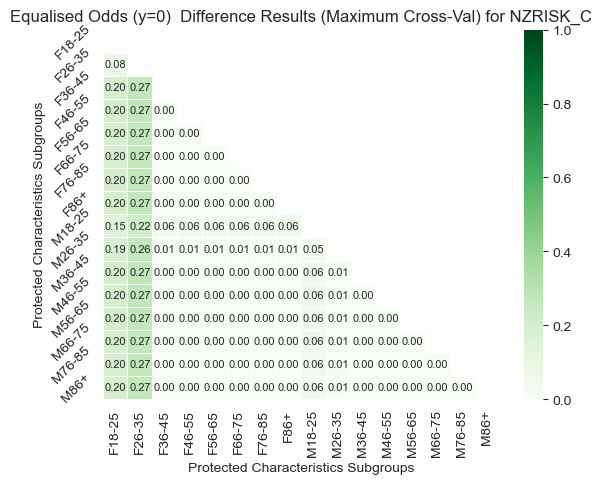 Equalised Odds (y=0)  Difference Results (Maximum Cross-Val) for NZRISK_C
Protected Characteristics Subgroups
F18-25
F26-35 0.08
F36-45 0.20 0.27
F46-55 0.20 0.27 0.00
F56-65 0.20 0.27 0.00 0.00
F66-75 0.20 0.27 0.00 0.00 0.00
F76-85 0.20 0.27 0.00 0.00 0.00 0.00
F86+ 0.20 0.27 0.00 0.00 0.00 0.00 0.00
M18-25 0.15 0.22 0.06 0.06 0.06 0.06 0.06 0.06
M26-35 0.19 0.26 0.01 0.01 0.01 0.01 0.01 0.01 0.05
M36-45 0.20 0.27 0.00 0.00 0.00 0.00 0.00 0.00 0.06 0.01
M46-55 0.20 0.27 0.00 0.00 0.00 0.00 0.00 0.00 0.06 0.01 0.00
M56-65 0.20 0.27 0.00 0.00 0.00 0.00 0.00 0.00 0.06 0.01 0.00 0.00
M66-75 0.20 0.27 0.00 0.00 0.00 0.00 0.00 0.00 0.06 0.01 0.00 0.00 0.00
M76-85 0.20 0.27 0.00 0.00 0.00 0.00 0.00 0.00 0.06 0.01 0.00 0.00 0.00 0.00
M86+ 0.20 0.27 0.00 0.00 0.00 0.00 0.00 0.00 0.06 0.01 0.00 0.00 0.00 0.00 0.00
F18-25 F26-35 F36-45 F46-55 F56-65 F66-75 F76-85 F86+ M18-25 M26-35 M36-45 M46-55 M56-65 M66-75 M76-85 M86+
Protected Characteristics Subgroups
1.0
0.8
0.6
0.4
0.2
0.0